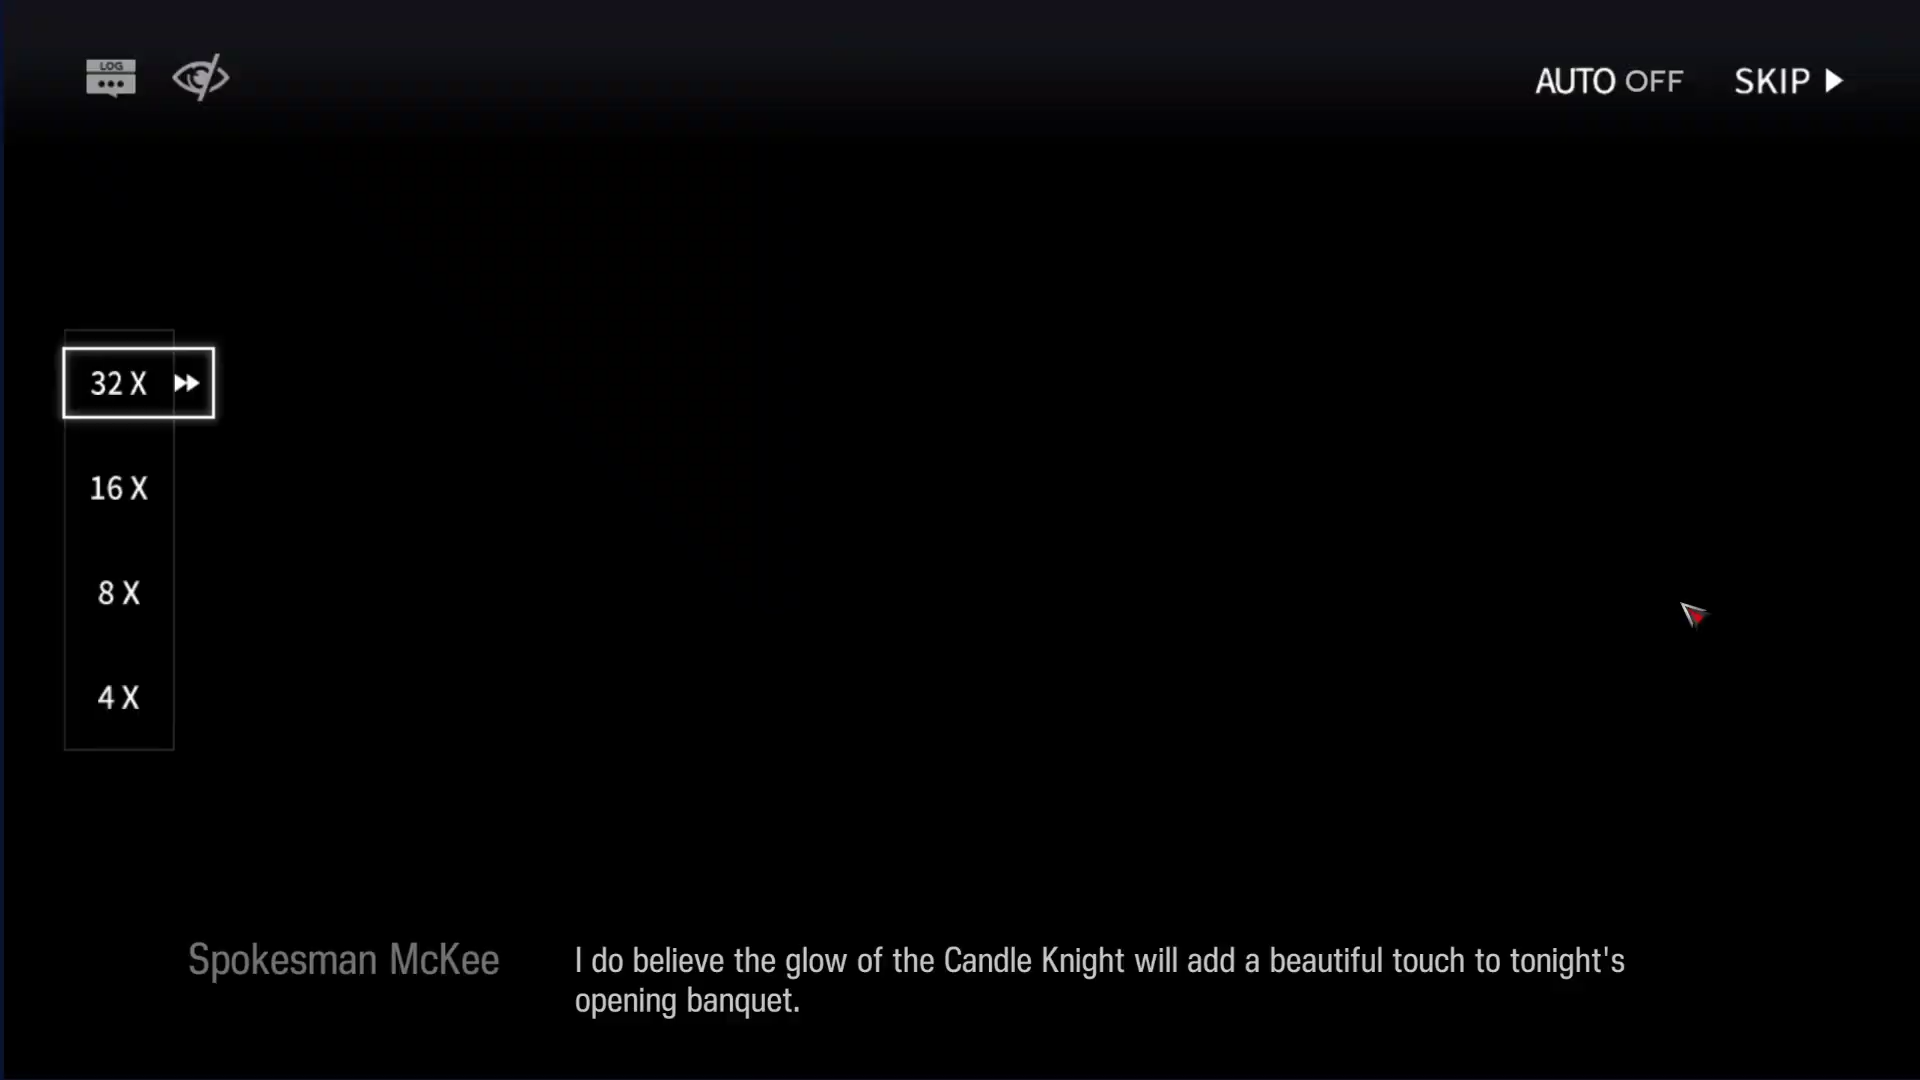 LOG
AUTO OFF
SKIP
32 X
16 X
8 X
4 X
Spokesman McKee
I do believe the glow of the Candle Knight will add a beautiful touch to tonight's
opening banquet.